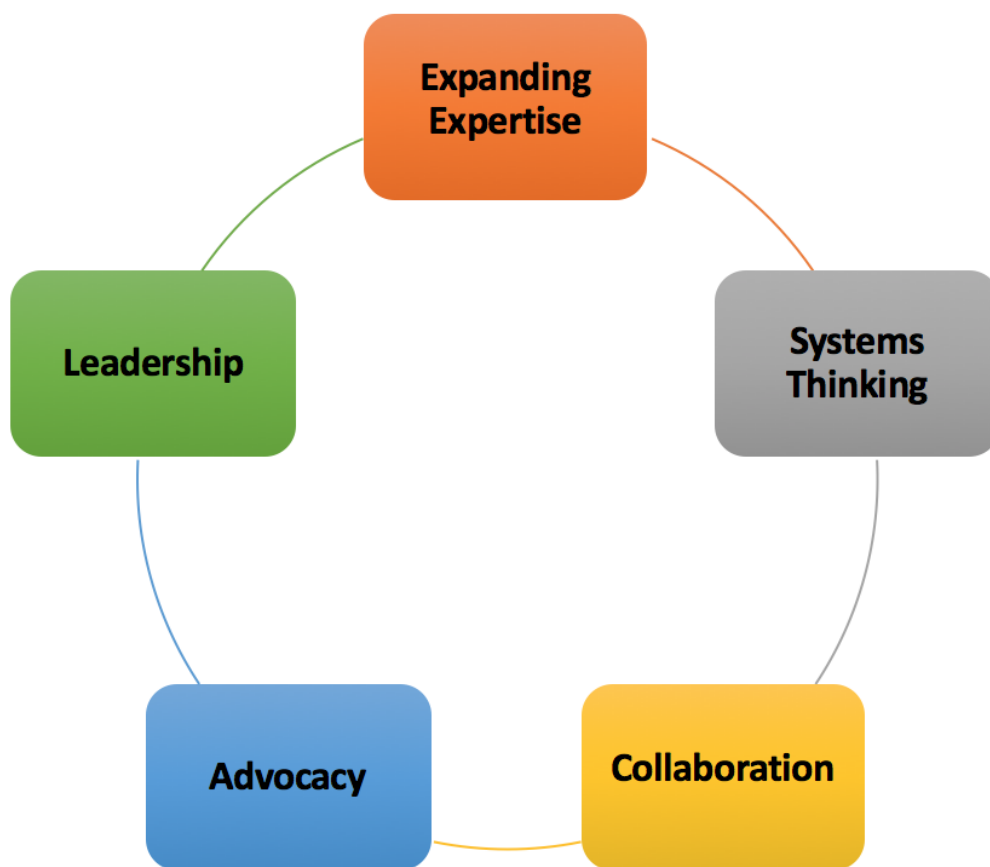 Expanding
Expertise
Leadership
Systems
Thinking
Advocacy
Collaboration